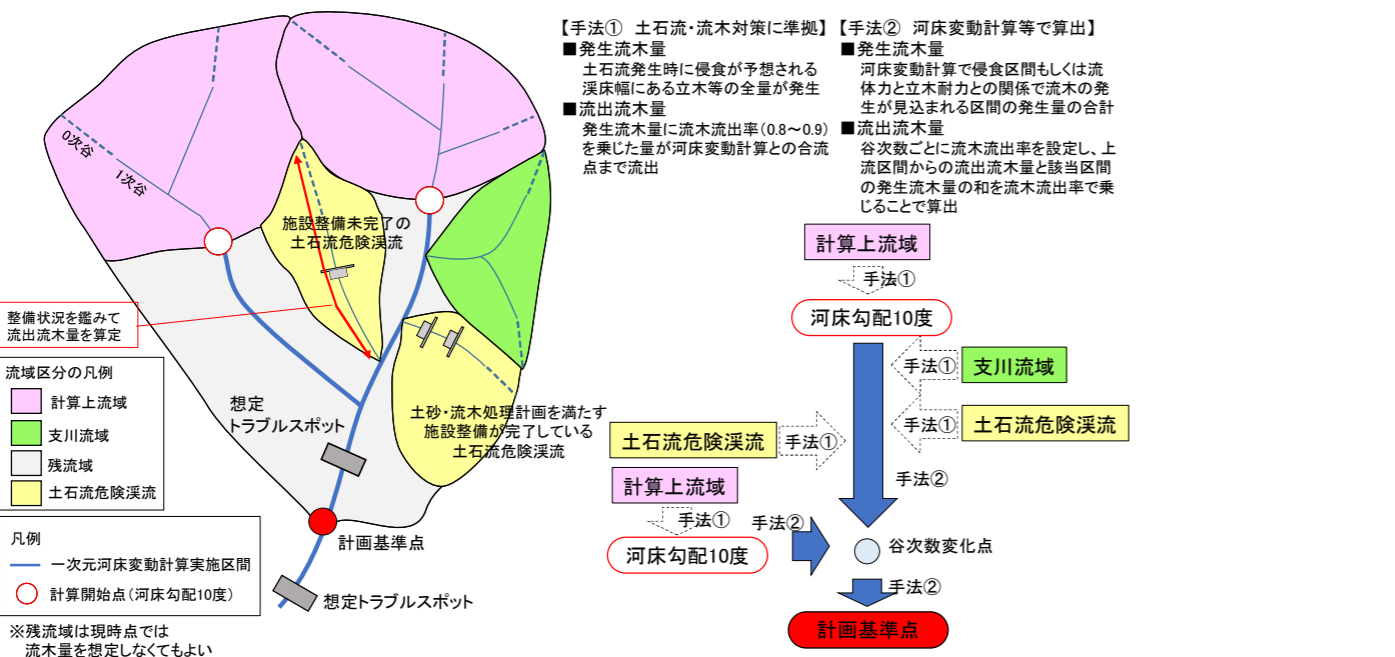 【手法① 土石流・流木対策に準拠】
■発生流木量
土石流発生時に侵食が予想される
渓床幅にある立木等の全量が発生
■流出流木量
発生流木量に流木流出率(0.8~0.9)
を乗じた量が河床変動計算との合流
点まで流出
【手法② 河床変動計算等で算出】
■発生流木量
河床変動計算で侵食区間もしくは流
体力と立木耐力との関係で流木の発
生が見込まれる区間の発生量の合計
■流出流木量
谷次数ごとに流木流出率を設定し、上
流区間からの流出流木量と該当区間
の発生流木量の和を流木流出率で乗
じることで算出
0次谷
1次谷
施設整備未完了の
土石流危険渓流
整備状況を鑑みて
流出流木量を算定
流域区分の凡例
計算上流域
支川流域
残流域
土石流危険渓流
想定
トラブルスポット
土砂・流木処理計画を満たす
施設整備が完了している
土石流危険渓流
計画基準点
想定トラブルスポット
凡例
一次元河床変動計算実施区間
計算開始点(河床勾配10度)
※残流域は現時点では
流木量を想定しなくてもよい
計算上流域
手法①
河床勾配10度
手法①
支川流域
土石流危険渓流
手法①
手法①
土石流危険渓流
計算上流域
手法②
手法①
手法②
河床勾配10度
谷次数変化点
手法②
計画基準点